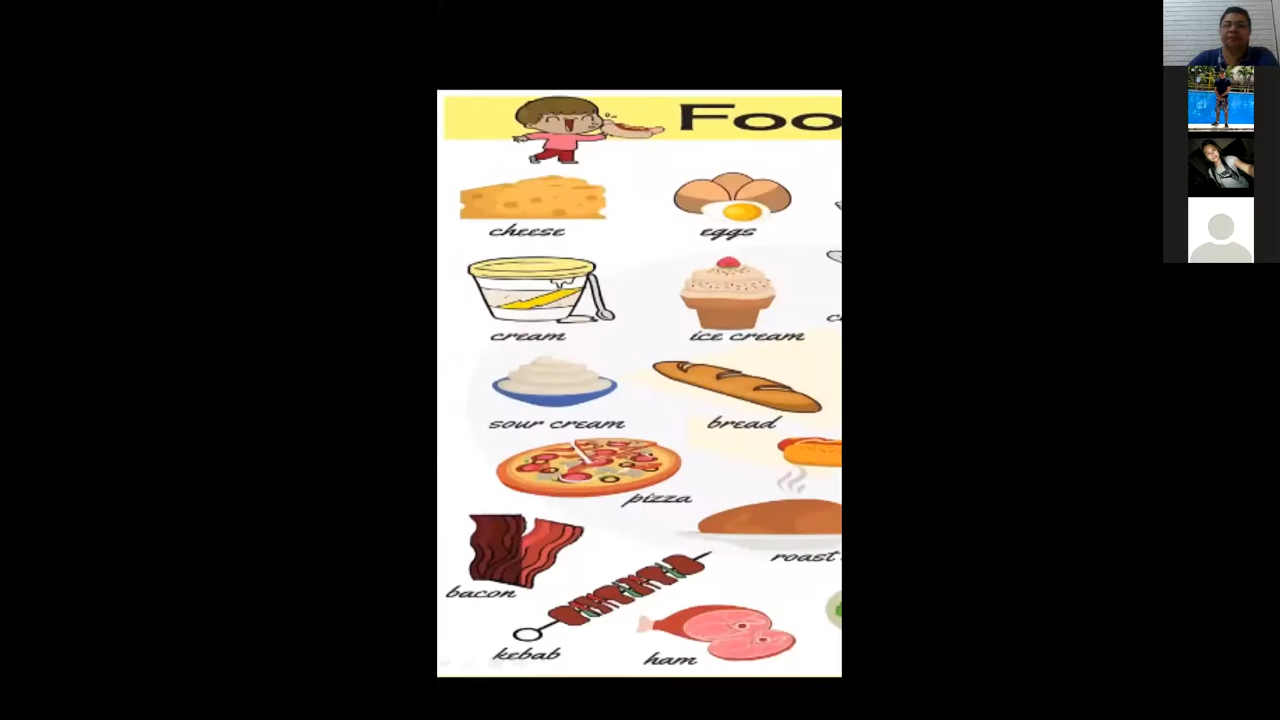 Foo
cheese
eggs
cream
ice cream
c
sour cream
bread
pizza
roast
bacon
kebab
ham